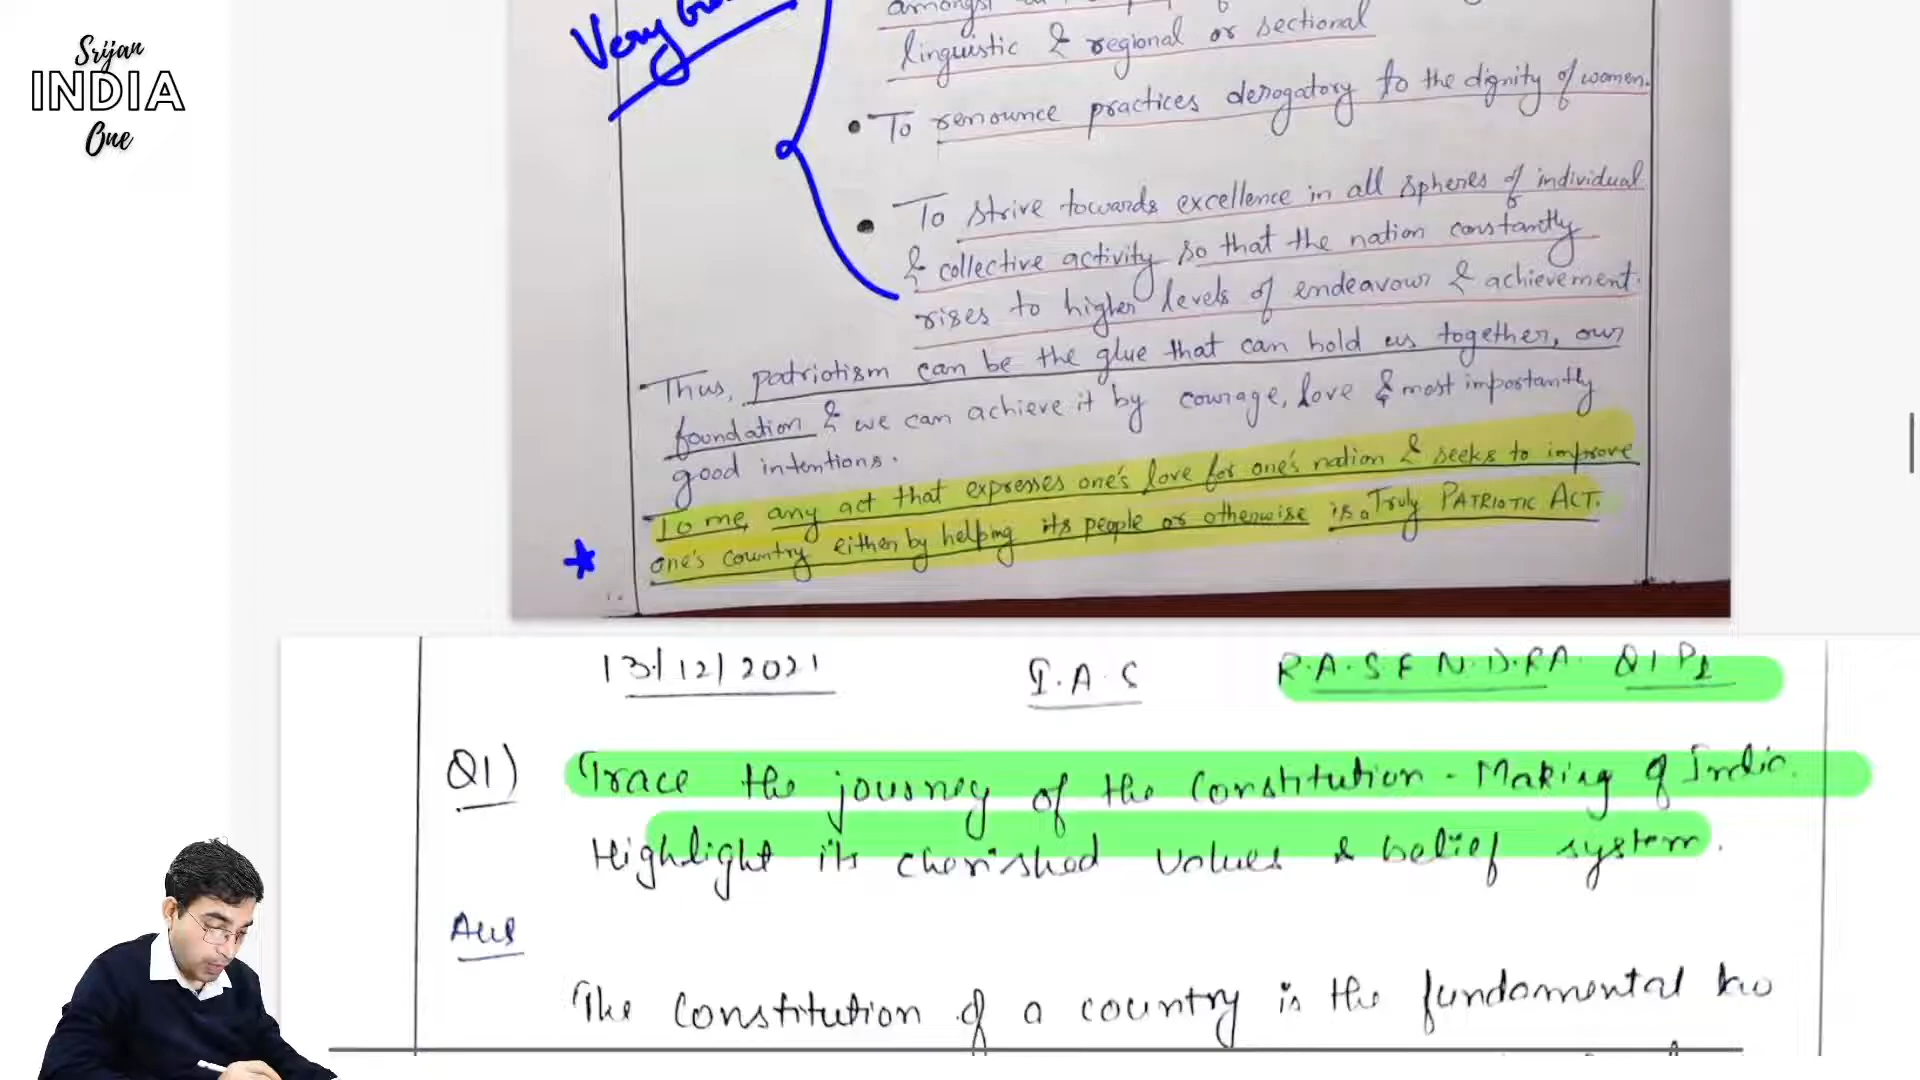 Srijan
INDIA
One
Very
amongst
linguistic & regional or sectional
• To renounce practices derogatory to the dignity of women.
• To strive towards excellence in all spheres of individual
& collective activity so that the nation constantly
rises to higher levels of endeavour & achievement.
• Thus, patriotism can be the glue that can hold us together, our
foundation & we can achieve it by courage, love & most importantly
good intentions.
To me, any act that expresses one's love for one's nation & seeks to improve
one's country either by helping its people or otherwise is a Truly PATRIOTIC ACT.
13/12/2021 I.A.S Q1 P1
Q1) Trace the journey of the Constitution-Making of India.
Highlight its cherished values & belief system.
Ans
The constitution of a country is the fundamental